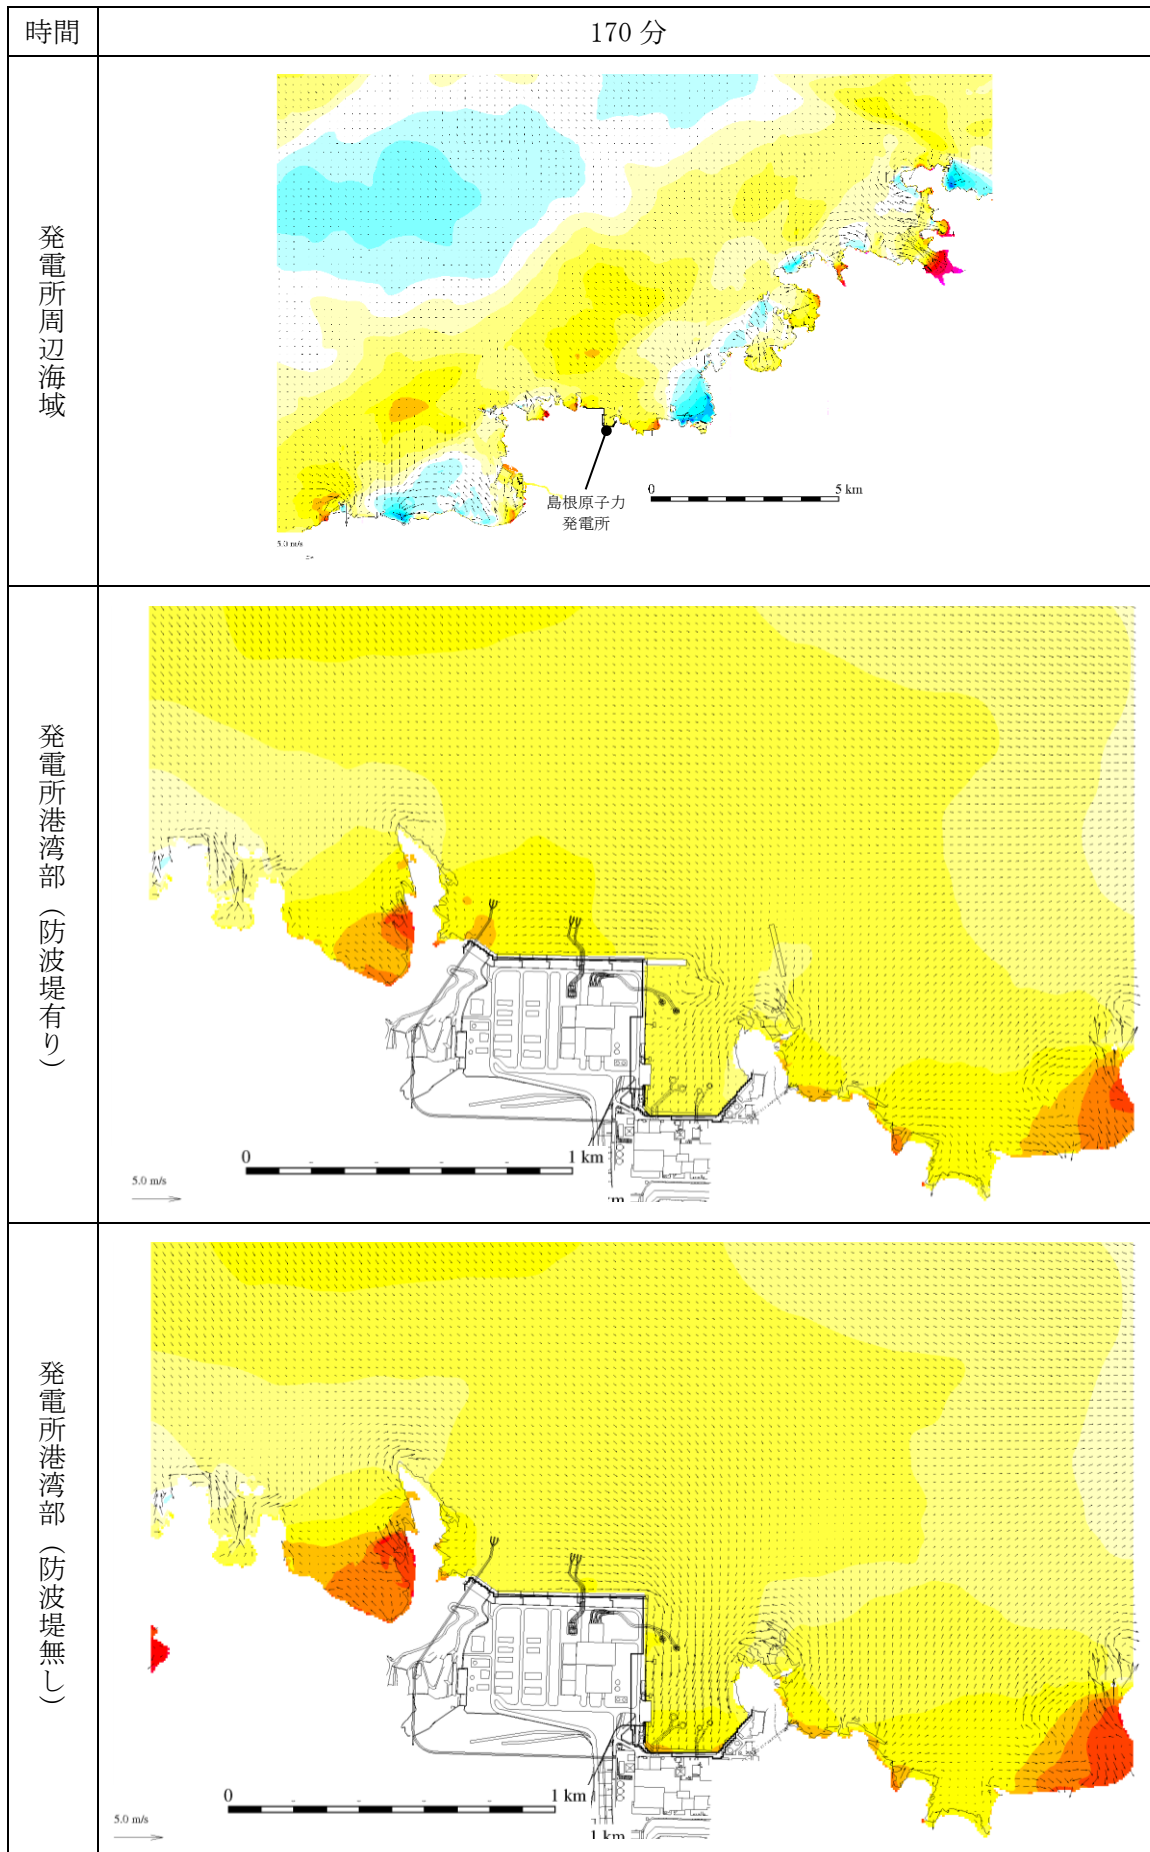 時間
170 分
発電所周辺海域
島根原子力
発電所
0
5 km
5.0 m/s
発電所港湾部（防波堤有り）
0
1 km
5.0 m/s
発電所港湾部（防波堤無し）
0
1 km
5.0 m/s
1 km